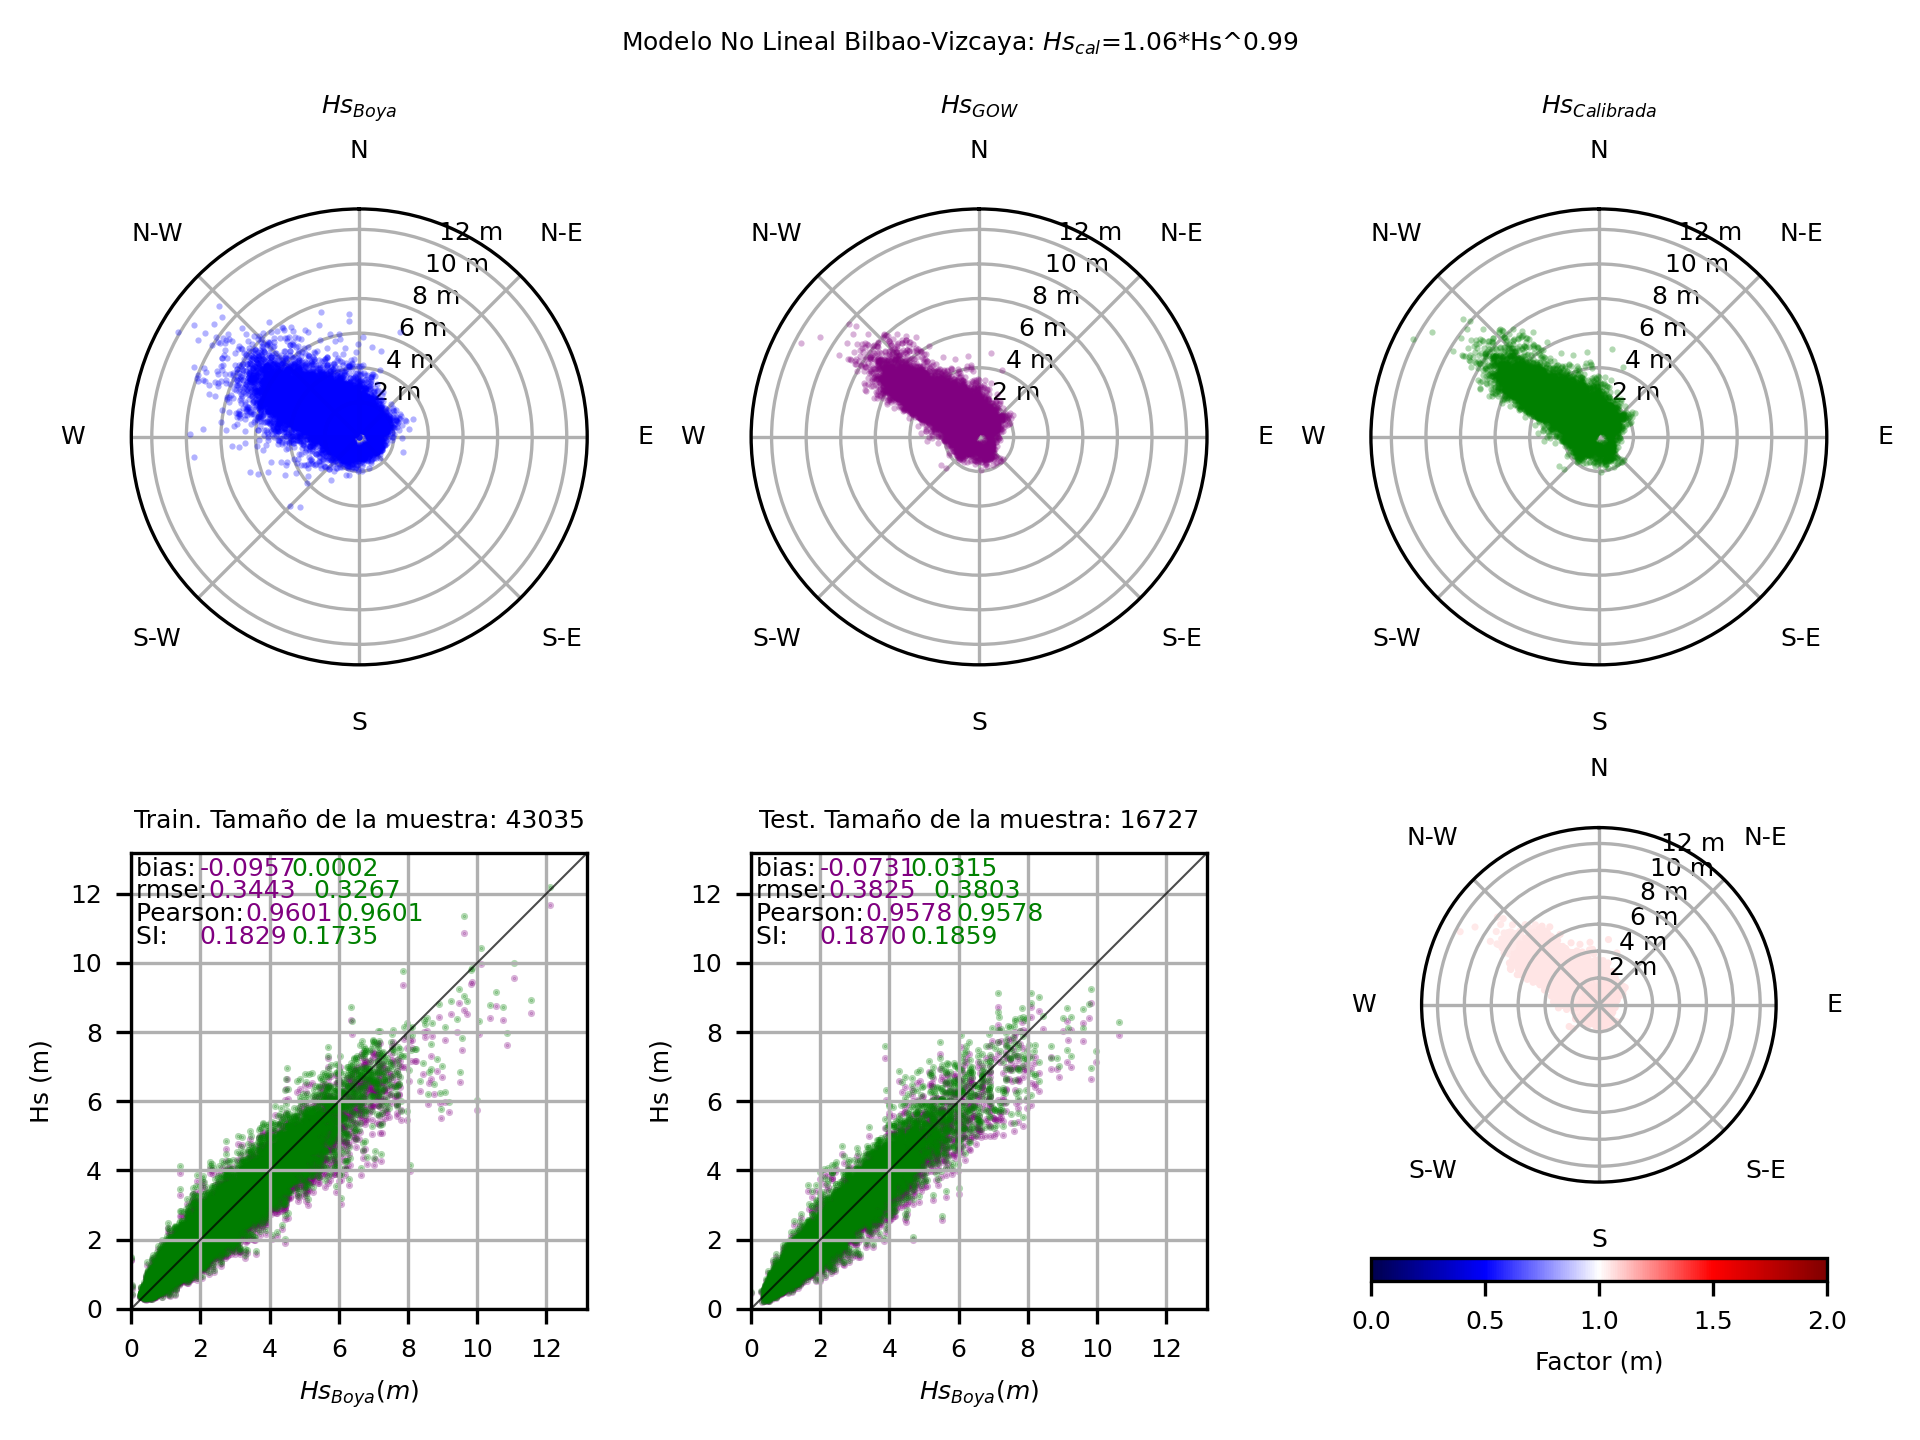 Modelo No Lineal Bilbao-Vizcaya: Hs_cal=1.06*Hs^0.99
Hs_Boya
N
N-W
N-E
12 m
10 m
8 m
6 m
4 m
2 m
W
E
S-W
S-E
S
Hs_GOW
N
N-W
N-E
12 m
10 m
8 m
6 m
4 m
2 m
W
E
S-W
S-E
S
Hs_Calibrada
N
N-W
N-E
12 m
10 m
8 m
6 m
4 m
2 m
W
E
S-W
S-E
S
Train. Tamaño de la muestra: 43035
bias: -0.0957 0.0002
rmse: 0.3443 0.3267
Pearson: 0.9601 0.9601
SI: 0.1829 0.1735
Hs (m)
12
10
8
6
4
2
0
0 2 4 6 8 10 12
Hs_Boya(m)
Test. Tamaño de la muestra: 16727
bias: -0.0731 0.0315
rmse: 0.3825 0.3803
Pearson: 0.9578 0.9578
SI: 0.1870 0.1859
Hs (m)
12
10
8
6
4
2
0
0 2 4 6 8 10 12
Hs_Boya(m)
N
N-W
N-E
12 m
10 m
8 m
6 m
4 m
2 m
W
E
S-W
S-E
S
0.0 0.5 1.0 1.5 2.0
Factor (m)